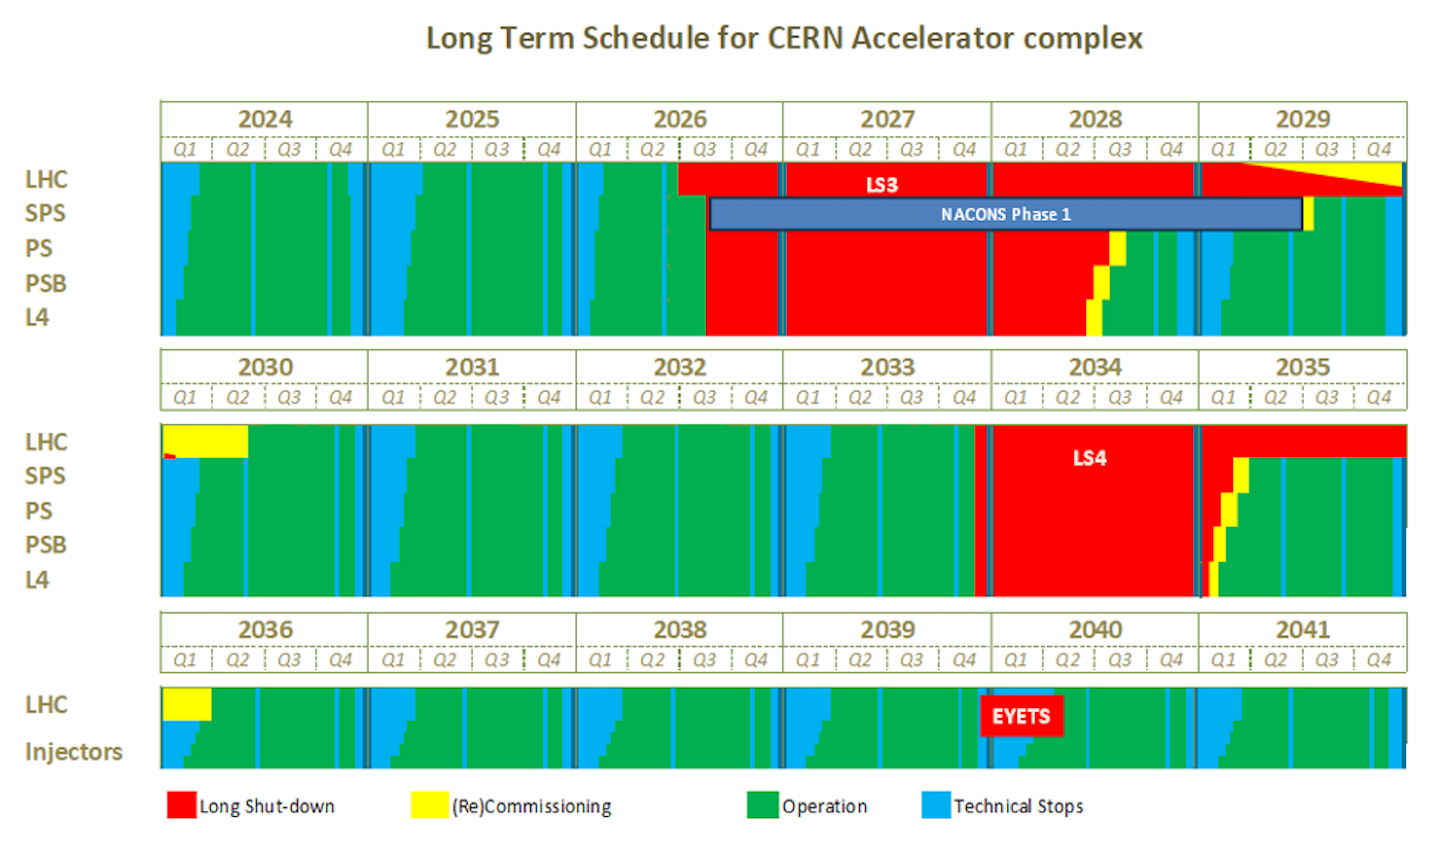 Long Term Schedule for CERN Accelerator complex
2024 2025 2026 2027 2028 2029
Q1 Q2 Q3 Q4 Q1 Q2 Q3 Q4 Q1 Q2 Q3 Q4 Q1 Q2 Q3 Q4 Q1 Q2 Q3 Q4 Q1 Q2 Q3 Q4
LHC LS3
SPS NACONS Phase 1
PS
PSB
L4
2030 2031 2032 2033 2034 2035
Q1 Q2 Q3 Q4 Q1 Q2 Q3 Q4 Q1 Q2 Q3 Q4 Q1 Q2 Q3 Q4 Q1 Q2 Q3 Q4 Q1 Q2 Q3 Q4
LHC LS4
SPS
PS
PSB
L4
2036 2037 2038 2039 2040 2041
Q1 Q2 Q3 Q4 Q1 Q2 Q3 Q4 Q1 Q2 Q3 Q4 Q1 Q2 Q3 Q4 Q1 Q2 Q3 Q4 Q1 Q2 Q3 Q4
LHC EYETS
Injectors
Long Shut-down (Re)Commissioning Operation Technical Stops